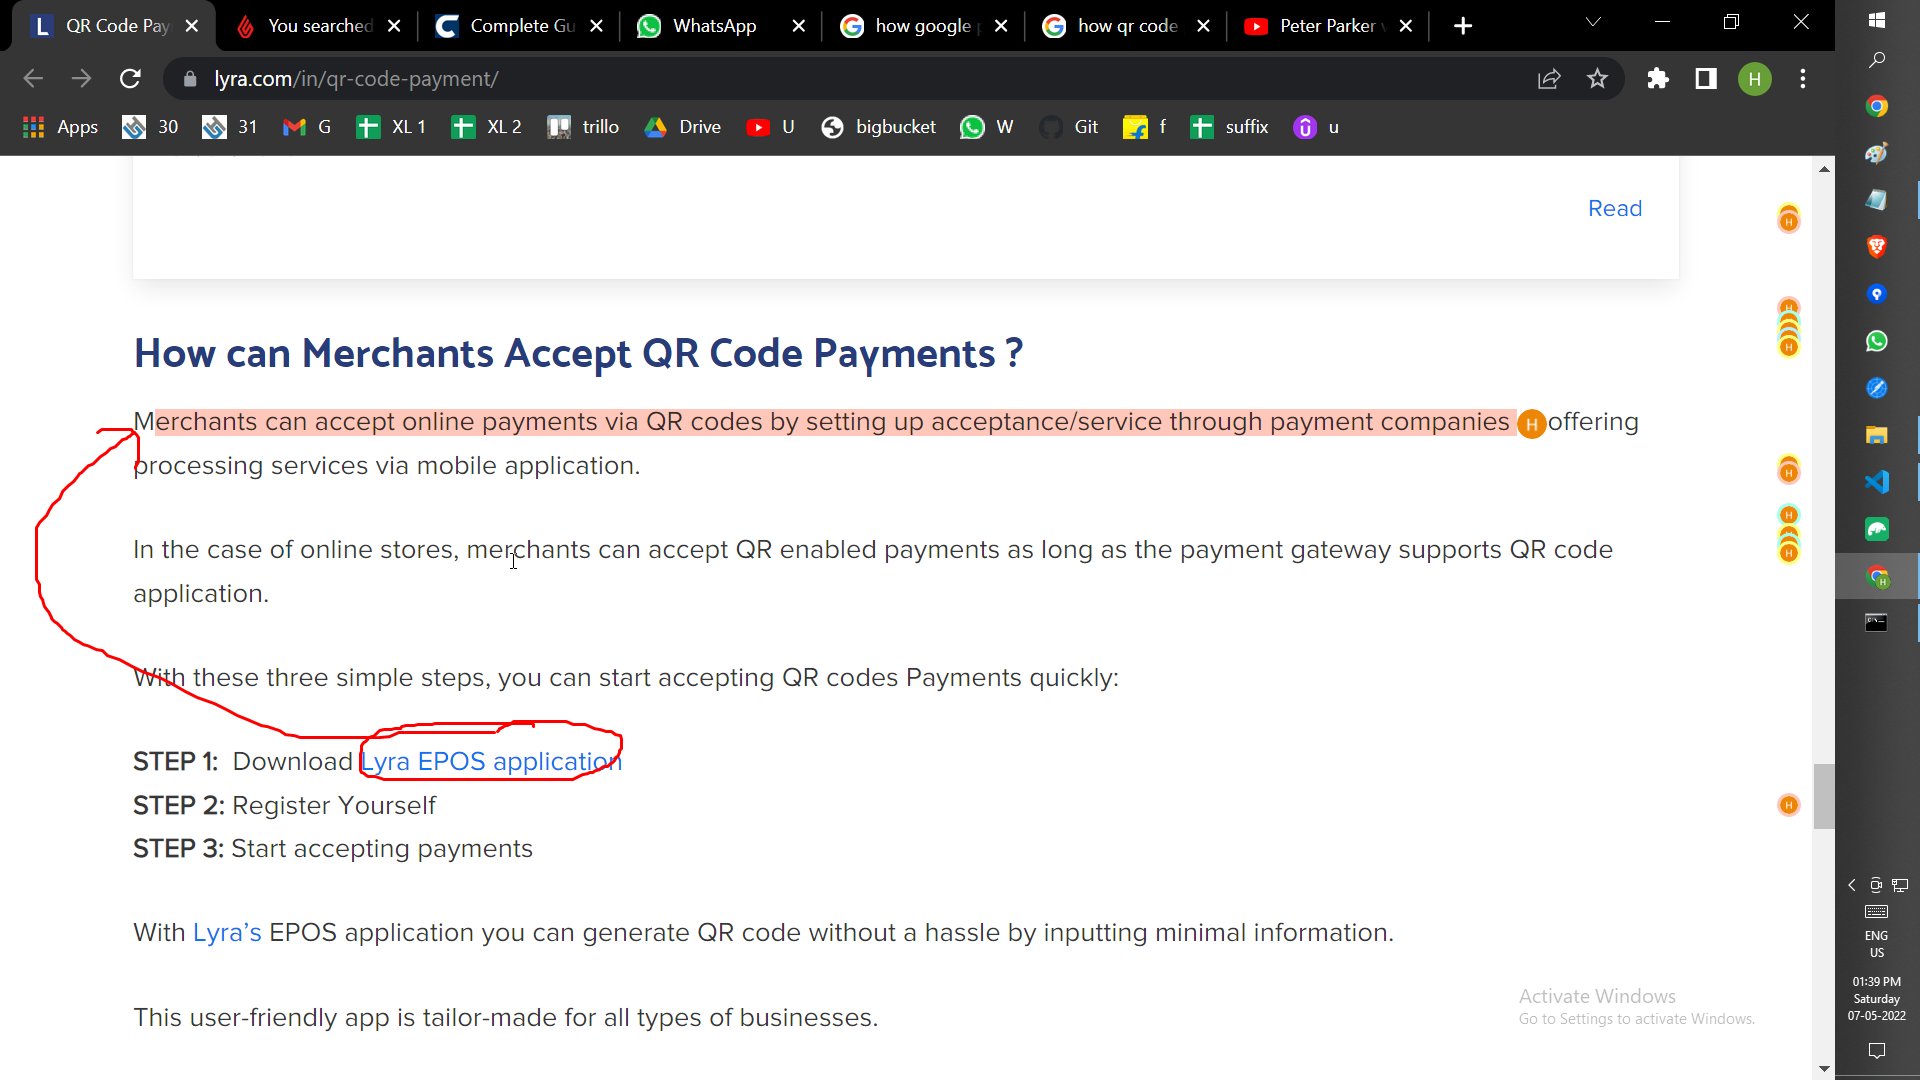 QR Code Pay
You searched
Complete Gu
WhatsApp
how google p
how qr code
Peter Parker v
lyra.com/in/qr-code-payment/
H
Apps
30
31
G
XL 1
XL 2
trillo
Drive
U
bigbucket
W
Git
f
suffix
u
Read
How can Merchants Accept QR Code Payments ?
Merchants can accept online payments via QR codes by setting up acceptance/service through payment companies H offering
processing services via mobile application.
In the case of online stores, merchants can accept QR enabled payments as long as the payment gateway supports QR code
application.
With these three simple steps, you can start accepting QR codes Payments quickly:
STEP 1: Download Lyra EPOS application
STEP 2: Register Yourself
STEP 3: Start accepting payments
With Lyra’s EPOS application you can generate QR code without a hassle by inputting minimal information.
This user-friendly app is tailor-made for all types of businesses.
Activate Windows
Go to Settings to activate Windows.
ENG
US
01:39 PM
Saturday
07-05-2022